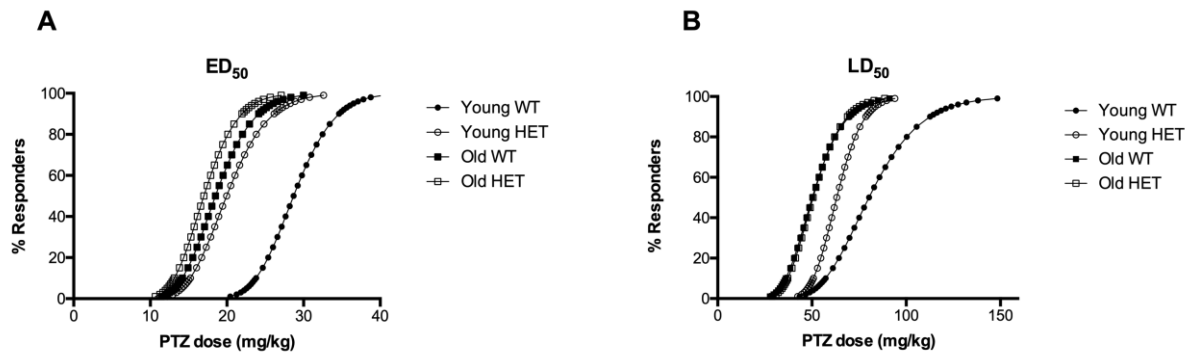 A
ED50
% Responders
100
80
60
40
20
0
0
10
20
30
40
PTZ dose (mg/kg)
Young WT
Young HET
Old WT
Old HET
B
LD50
% Responders
100
80
60
40
20
0
0
50
100
150
PTZ dose (mg/kg)
Young WT
Young HET
Old WT
Old HET